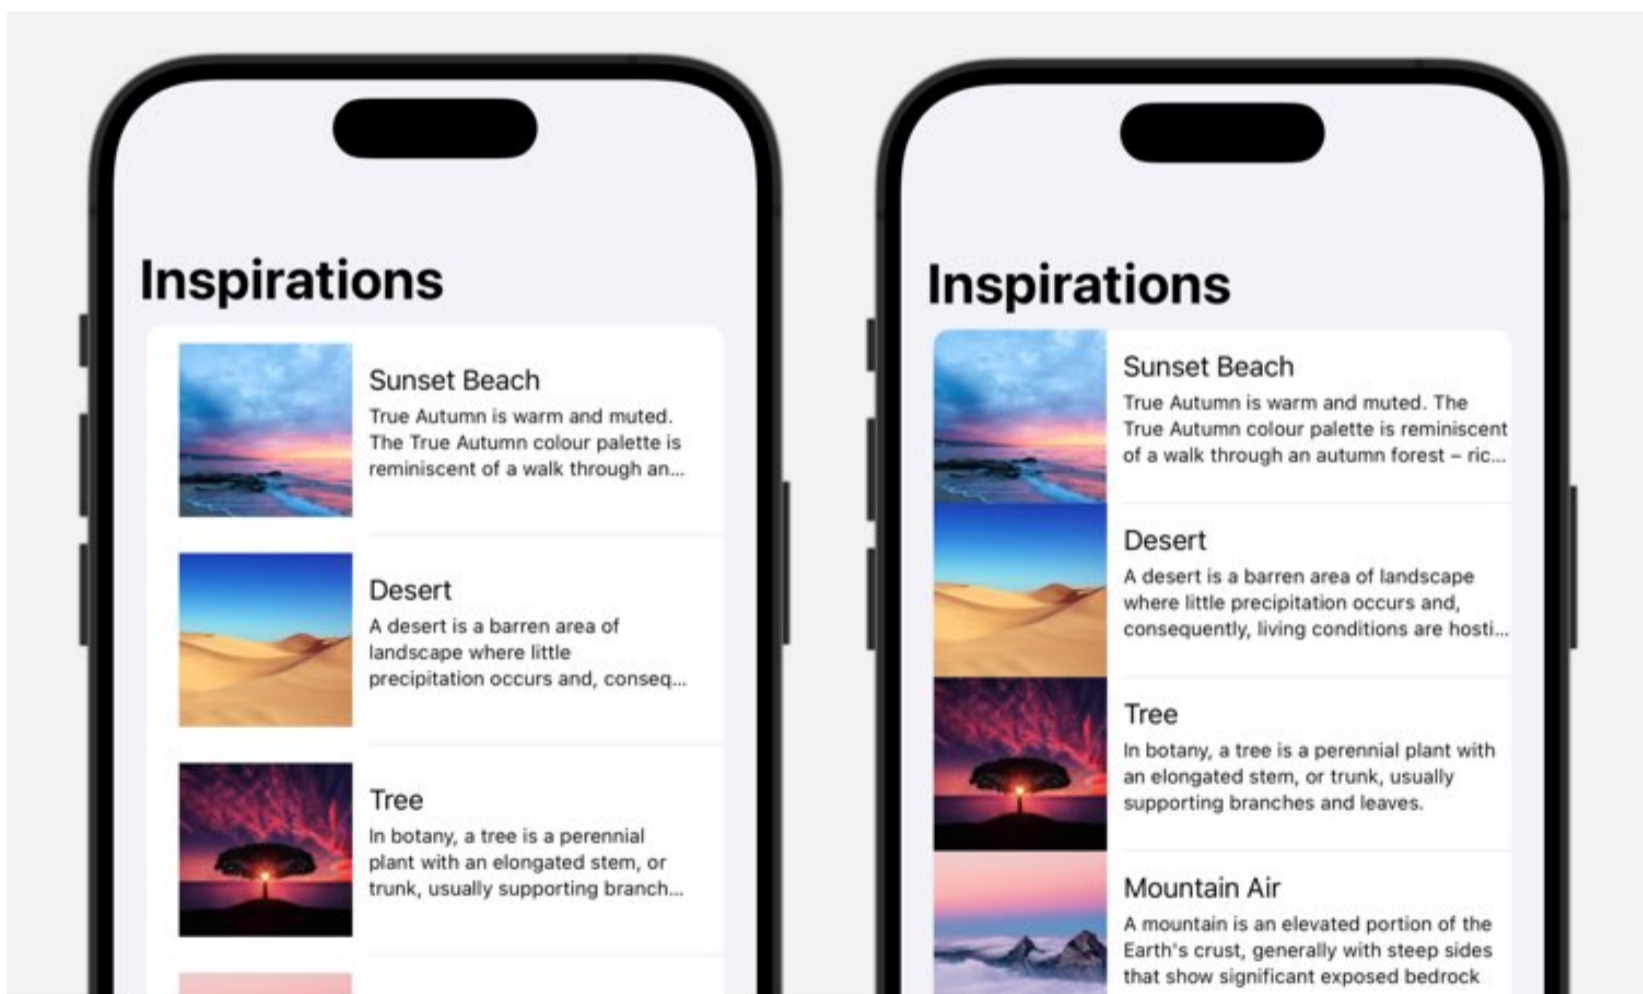 Inspirations
Sunset Beach
True Autumn is warm and muted.
The True Autumn colour palette is
reminiscent of a walk through an...
Desert
A desert is a barren area of
landscape where little
precipitation occurs and, conseq...
Tree
In botany, a tree is a perennial
plant with an elongated stem, or
trunk, usually supporting branch...
Inspirations
Sunset Beach
True Autumn is warm and muted. The
True Autumn colour palette is reminiscent
of a walk through an autumn forest – ric...
Desert
A desert is a barren area of landscape
where little precipitation occurs and,
consequently, living conditions are hosti...
Tree
In botany, a tree is a perennial plant with
an elongated stem, or trunk, usually
supporting branches and leaves.
Mountain Air
A mountain is an elevated portion of the
Earth's crust, generally with steep sides
that show significant exposed bedrock